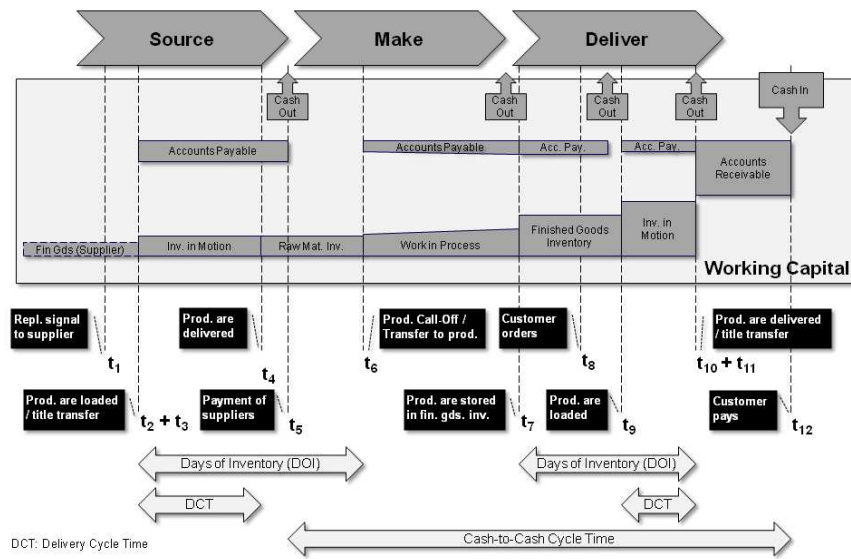 Source
Make
Deliver
Cash
Out
Cash
Out
Cash
Out
Cash
Out
Cash In
Accounts Payable
Accounts Payable
Acc. Pay.
Acc. Pay.
Accounts
Receivable
Fin Gds (Supplier)
Inv. in Motion
Raw Mat. Inv.
Work in Process
Finished Goods
Inventory
Inv. in
Motion
Working Capital
Repl. signal
to supplier
t1
Prod. are
delivered
t4
Prod. Call-Off /
Transfer to prod.
t6
Customer
orders
t8
Prod. are delivered
/ title transfer
t10 + t11
Prod. are loaded
/ title transfer
t2 + t3
Payment of
suppliers
t5
Prod. are stored
in fin. gds. inv.
t7
Prod. are
loaded
t9
Customer
pays
t12
Days of Inventory (DOI)
Days of Inventory (DOI)
DCT
DCT
Cash-to-Cash Cycle Time
DCT: Delivery Cycle Time